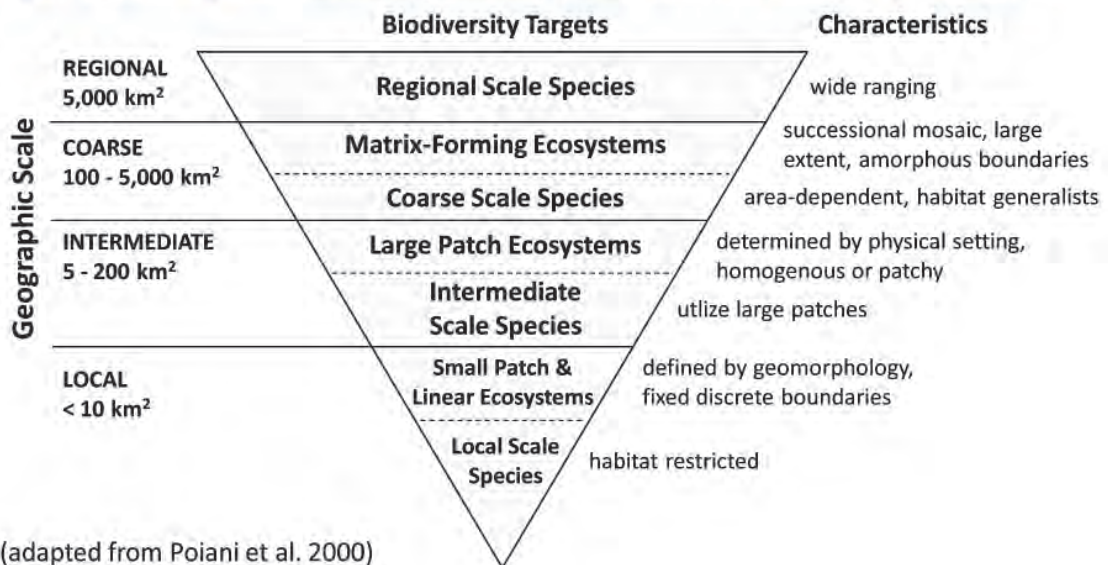 Biodiversity Targets
Characteristics
Geographic Scale
REGIONAL
5,000 km²
Regional Scale Species
wide ranging
COARSE
100 - 5,000 km²
Matrix-Forming Ecosystems
successional mosaic, large
extent, amorphous boundaries
Coarse Scale Species
area-dependent, habitat generalists
INTERMEDIATE
5 - 200 km²
Large Patch Ecosystems
determined by physical setting,
homogenous or patchy
Intermediate
Scale Species
utlize large patches
LOCAL
< 10 km²
Small Patch &
Linear Ecosystems
defined by geomorphology,
fixed discrete boundaries
Local Scale
Species
habitat restricted
(adapted from Poiani et al. 2000)